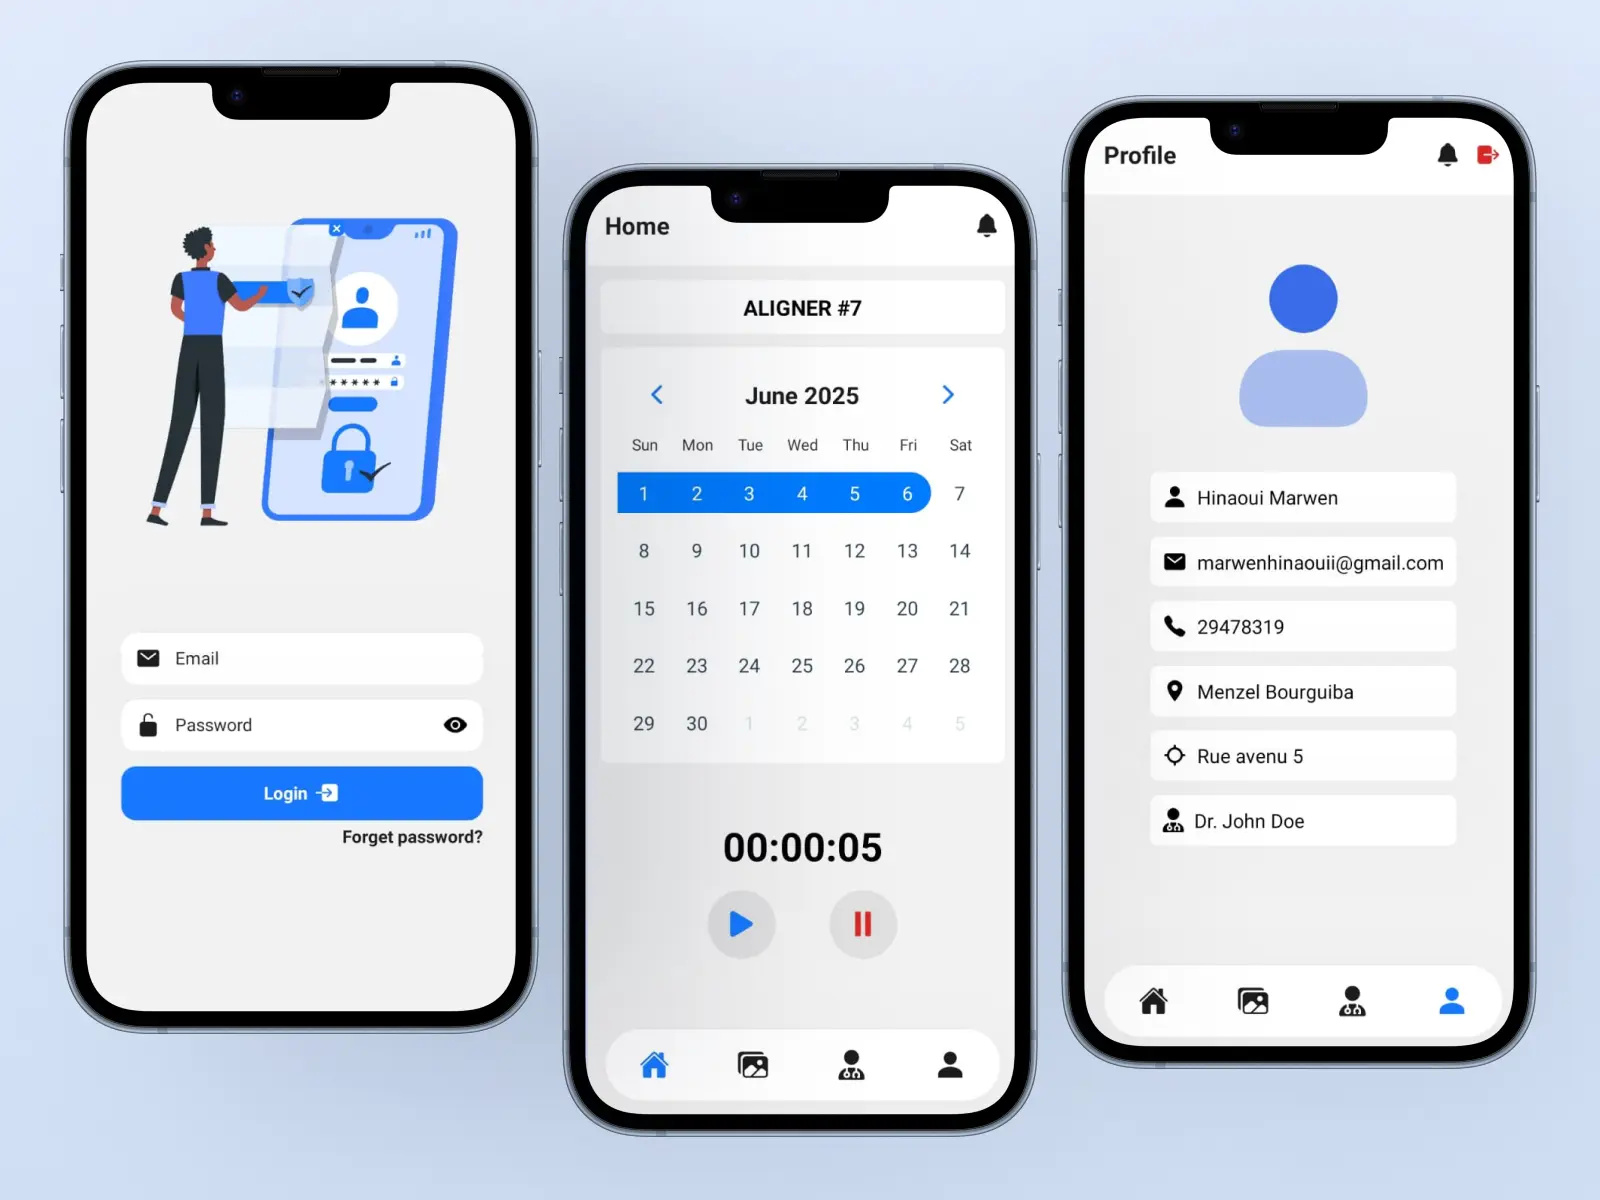 Email
Password
Login
Forget password?
Home
ALIGNER #7
June 2025
Sun Mon Tue Wed Thu Fri Sat
1 2 3 4 5 6 7
8 9 10 11 12 13 14
15 16 17 18 19 20 21
22 23 24 25 26 27 28
29 30 1 2 3 4 5
00:00:05
Profile
Hinaoui Marwen
marwenhinaouii@gmail.com
29478319
Menzel Bourguiba
Rue avenu 5
Dr. John Doe